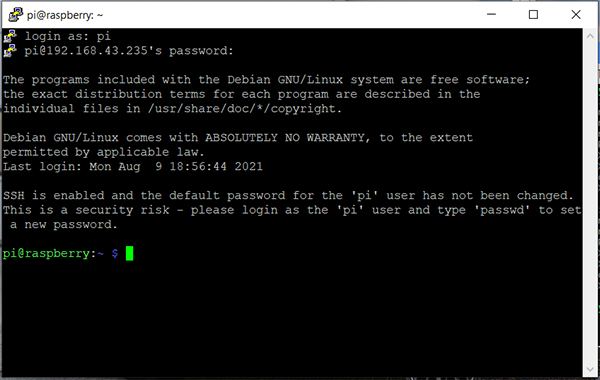 pi@raspberry: ~
login as: pi
pi@192.168.43.235's password:
The programs included with the Debian GNU/Linux system are free software;
the exact distribution terms for each program are described in the
individual files in /usr/share/doc/*/copyright.
Debian GNU/Linux comes with ABSOLUTELY NO WARRANTY, to the extent
permitted by applicable law.
Last login: Mon Aug  9 18:56:44 2021
SSH is enabled and the default password for the 'pi' user has not been changed.
This is a security risk - please login as the 'pi' user and type 'passwd' to set
 a new password.
pi@raspberry:~ $